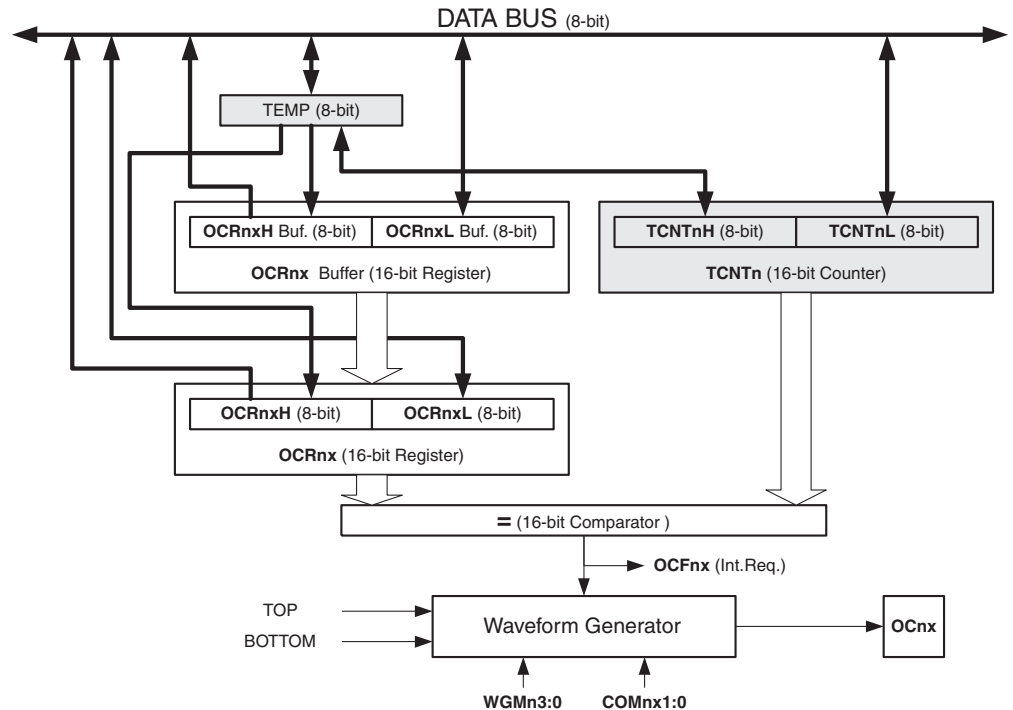 DATA BUS (8-bit)
TEMP (8-bit)
OCRnxH Buf. (8-bit)
OCRnxL Buf. (8-bit)
OCRnx Buffer (16-bit Register)
TCNTnH (8-bit)
TCNTnL (8-bit)
TCNTn (16-bit Counter)
OCRnxH (8-bit)
OCRnxL (8-bit)
OCRnx (16-bit Register)
= (16-bit Comparator )
OCFnx (Int.Req.)
TOP
BOTTOM
Waveform Generator
OCnx
WGMn3:0
COMnx1:0